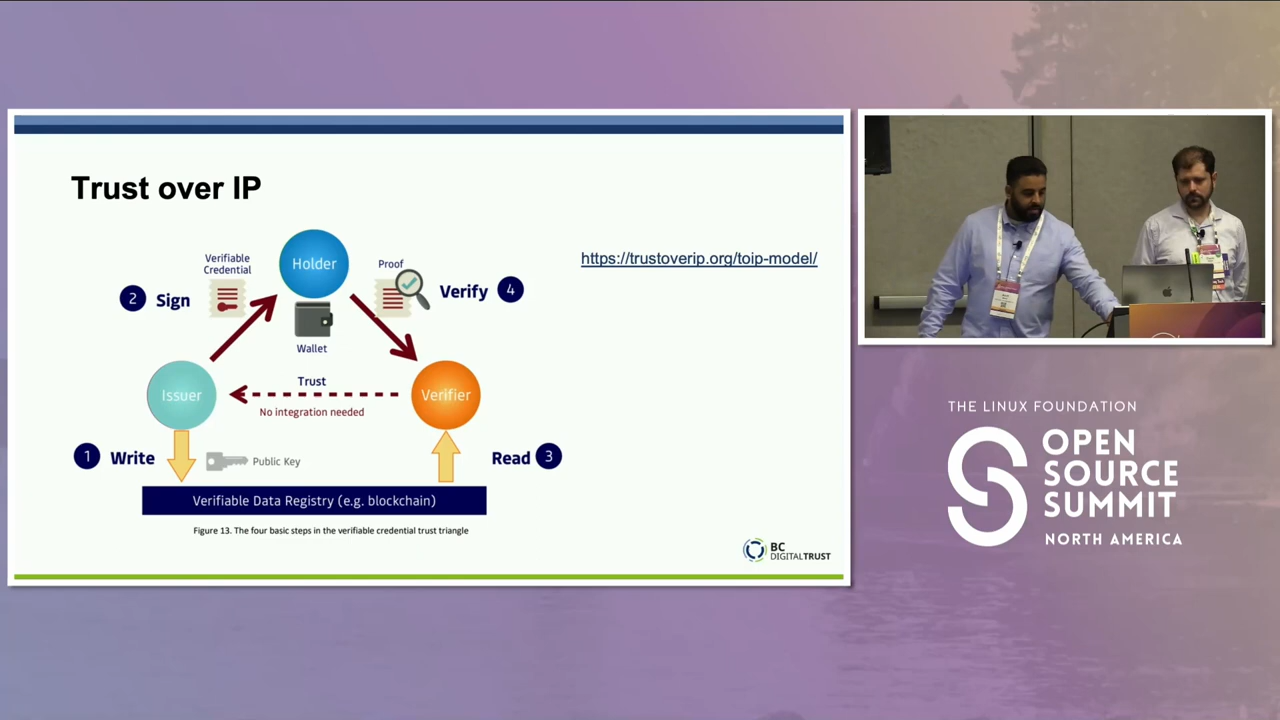 Trust over IP
https://trustoverip.org/toip-model/
Verifiable
Credential
Holder
Proof
2 Sign
Verify 4
Wallet
Issuer
Trust
No integration needed
Verifier
1 Write
Public Key
Read 3
Verifiable Data Registry (e.g. blockchain)
Figure 13. The four basic steps in the verifiable credential trust triangle
BC
DIGITALTRUST
THE LINUX FOUNDATION
OPEN
SOURCE
SUMMIT
NORTH AMERICA